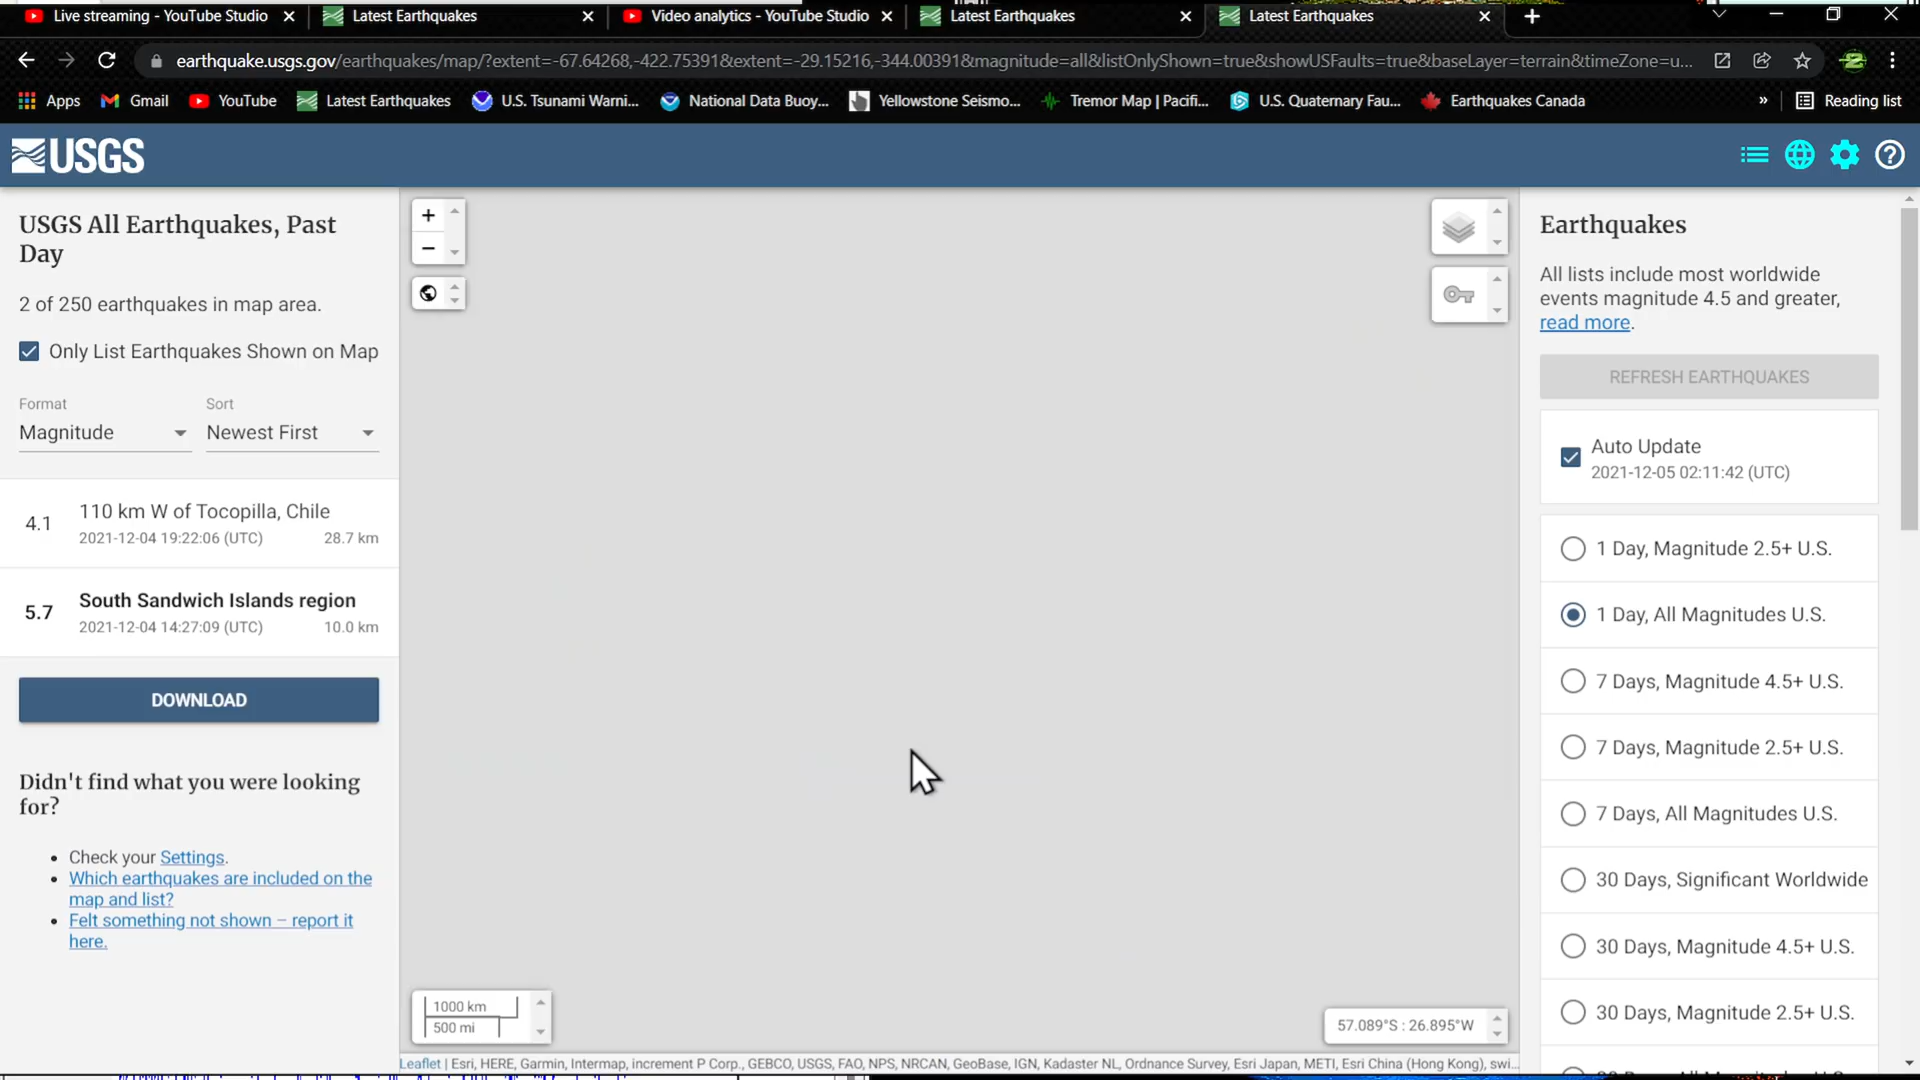 Live streaming - YouTube Studio
Latest Earthquakes
Video analytics - YouTube Studio
Latest Earthquakes
Latest Earthquakes
earthquake.usgs.gov/earthquakes/map/?extent=-67.64268,-422.75391&extent=-29.15216,-344.00391&magnitude=all&listOnlyShown=true&showUSFaults=true&baseLayer=terrain&timeZone=u...
Apps
Gmail
YouTube
Latest Earthquakes
U.S. Tsunami Warni...
National Data Buoy...
Yellowstone Seismo...
Tremor Map | Pacifi...
U.S. Quaternary Fau...
Earthquakes Canada
»
Reading list
USGS
USGS All Earthquakes, Past
Day
2 of 250 earthquakes in map area.
Only List Earthquakes Shown on Map
Format
Sort
Magnitude
Newest First
4.1
110 km W of Tocopilla, Chile
2021-12-04 19:22:06 (UTC)
28.7 km
5.7
South Sandwich Islands region
2021-12-04 14:27:09 (UTC)
10.0 km
DOWNLOAD
Didn't find what you were looking
for?
• Check your Settings.
• Which earthquakes are included on the
map and list?
• Felt something not shown – report it
here.
+
−
1000 km
500 mi
57.089°S : 26.895°W
Leaflet | Esri, HERE, Garmin, Intermap, increment P Corp., GEBCO, USGS, FAO, NPS, NRCAN, GeoBase, IGN, Kadaster NL, Ordnance Survey, Esri Japan, METI, Esri China (Hong Kong), swi...
Earthquakes
All lists include most worldwide
events magnitude 4.5 and greater,
read more.
REFRESH EARTHQUAKES
Auto Update
2021-12-05 02:11:42 (UTC)
1 Day, Magnitude 2.5+ U.S.
1 Day, All Magnitudes U.S.
7 Days, Magnitude 4.5+ U.S.
7 Days, Magnitude 2.5+ U.S.
7 Days, All Magnitudes U.S.
30 Days, Significant Worldwide
30 Days, Magnitude 4.5+ U.S.
30 Days, Magnitude 2.5+ U.S.